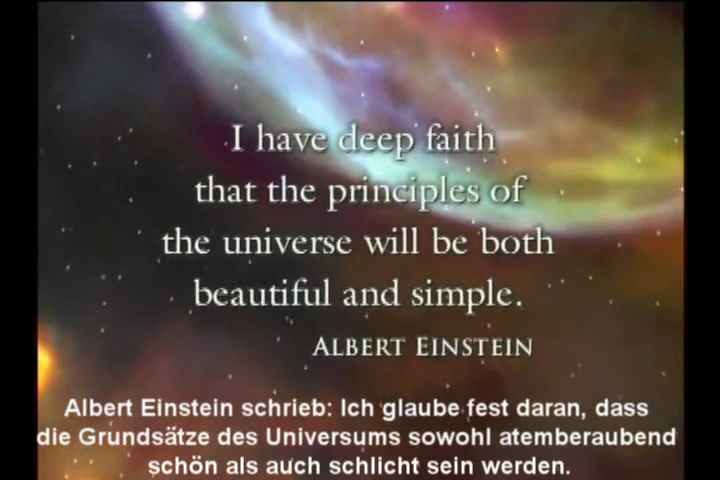 I have deep faith
that the principles of
the universe will be both
beautiful and simple.
ALBERT EINSTEIN
Albert Einstein schrieb: Ich glaube fest daran, dass
die Grundsätze des Universums sowohl atemberaubend
schön als auch schlicht sein werden.